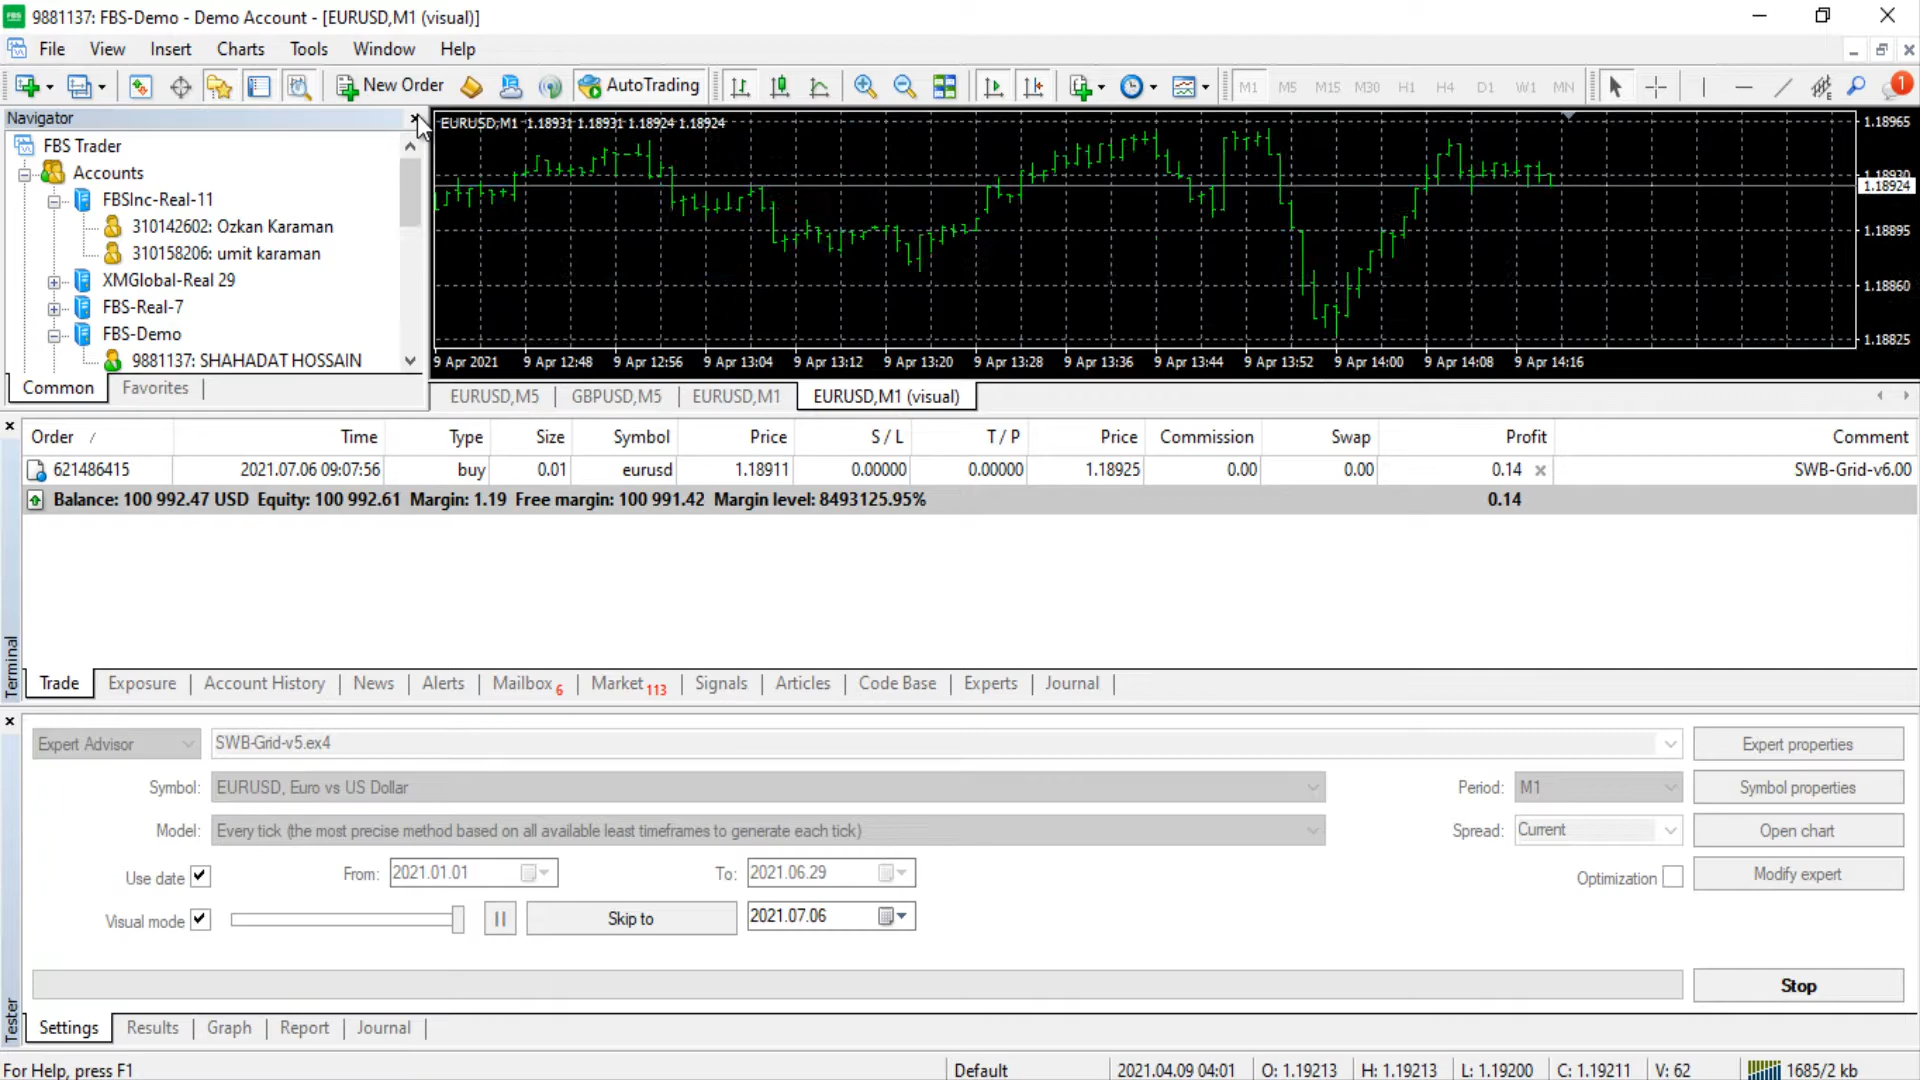 FBS 9881137: FBS-Demo - Demo Account - [EURUSD,M1 (visual)]
File View Insert Charts Tools Window Help
New Order AutoTrading M1 M5 M15 M30 H1 H4 D1 W1 MN 1
Navigator
FBS Trader
Accounts
FBSInc-Real-11
310142602: Ozkan Karaman
310158206: umit karaman
XMGlobal-Real 29
FBS-Real-7
FBS-Demo
9881137: SHAHADAT HOSSAIN
Common Favorites
EURUSD,M1 1.18931 1.18931 1.18924 1.18924
1.18965
1.18930
1.18924
1.18895
1.18860
1.18825
9 Apr 2021 9 Apr 12:48 9 Apr 12:56 9 Apr 13:04 9 Apr 13:12 9 Apr 13:20 9 Apr 13:28 9 Apr 13:36 9 Apr 13:44 9 Apr 13:52 9 Apr 14:00 9 Apr 14:08 9 Apr 14:16
EURUSD,M5 GBPUSD,M5 EURUSD,M1 EURUSD,M1 (visual)
Order / Time Type Size Symbol Price S / L T / P Price Commission Swap Profit Comment
621486415 2021.07.06 09:07:56 buy 0.01 eurusd 1.18911 0.00000 0.00000 1.18925 0.00 0.00 0.14 SWB-Grid-v6.00
Balance: 100 992.47 USD Equity: 100 992.61 Margin: 1.19 Free margin: 100 991.42 Margin level: 8493125.95% 0.14
Terminal
Trade Exposure Account History News Alerts Mailbox 6 Market 113 Signals Articles Code Base Experts Journal
Expert Advisor SWB-Grid-v5.ex4 Expert properties
Symbol: EURUSD, Euro vs US Dollar Period: M1 Symbol properties
Model: Every tick (the most precise method based on all available least timeframes to generate each tick) Spread: Current Open chart
Use date From: 2021.01.01 To: 2021.06.29 Optimization Modify expert
Visual mode Skip to 2021.07.06
Stop
Tester
Settings Results Graph Report Journal
For Help, press F1 Default 2021.04.09 04:01 O: 1.19213 H: 1.19213 L: 1.19200 C: 1.19211 V: 62 1685/2 kb